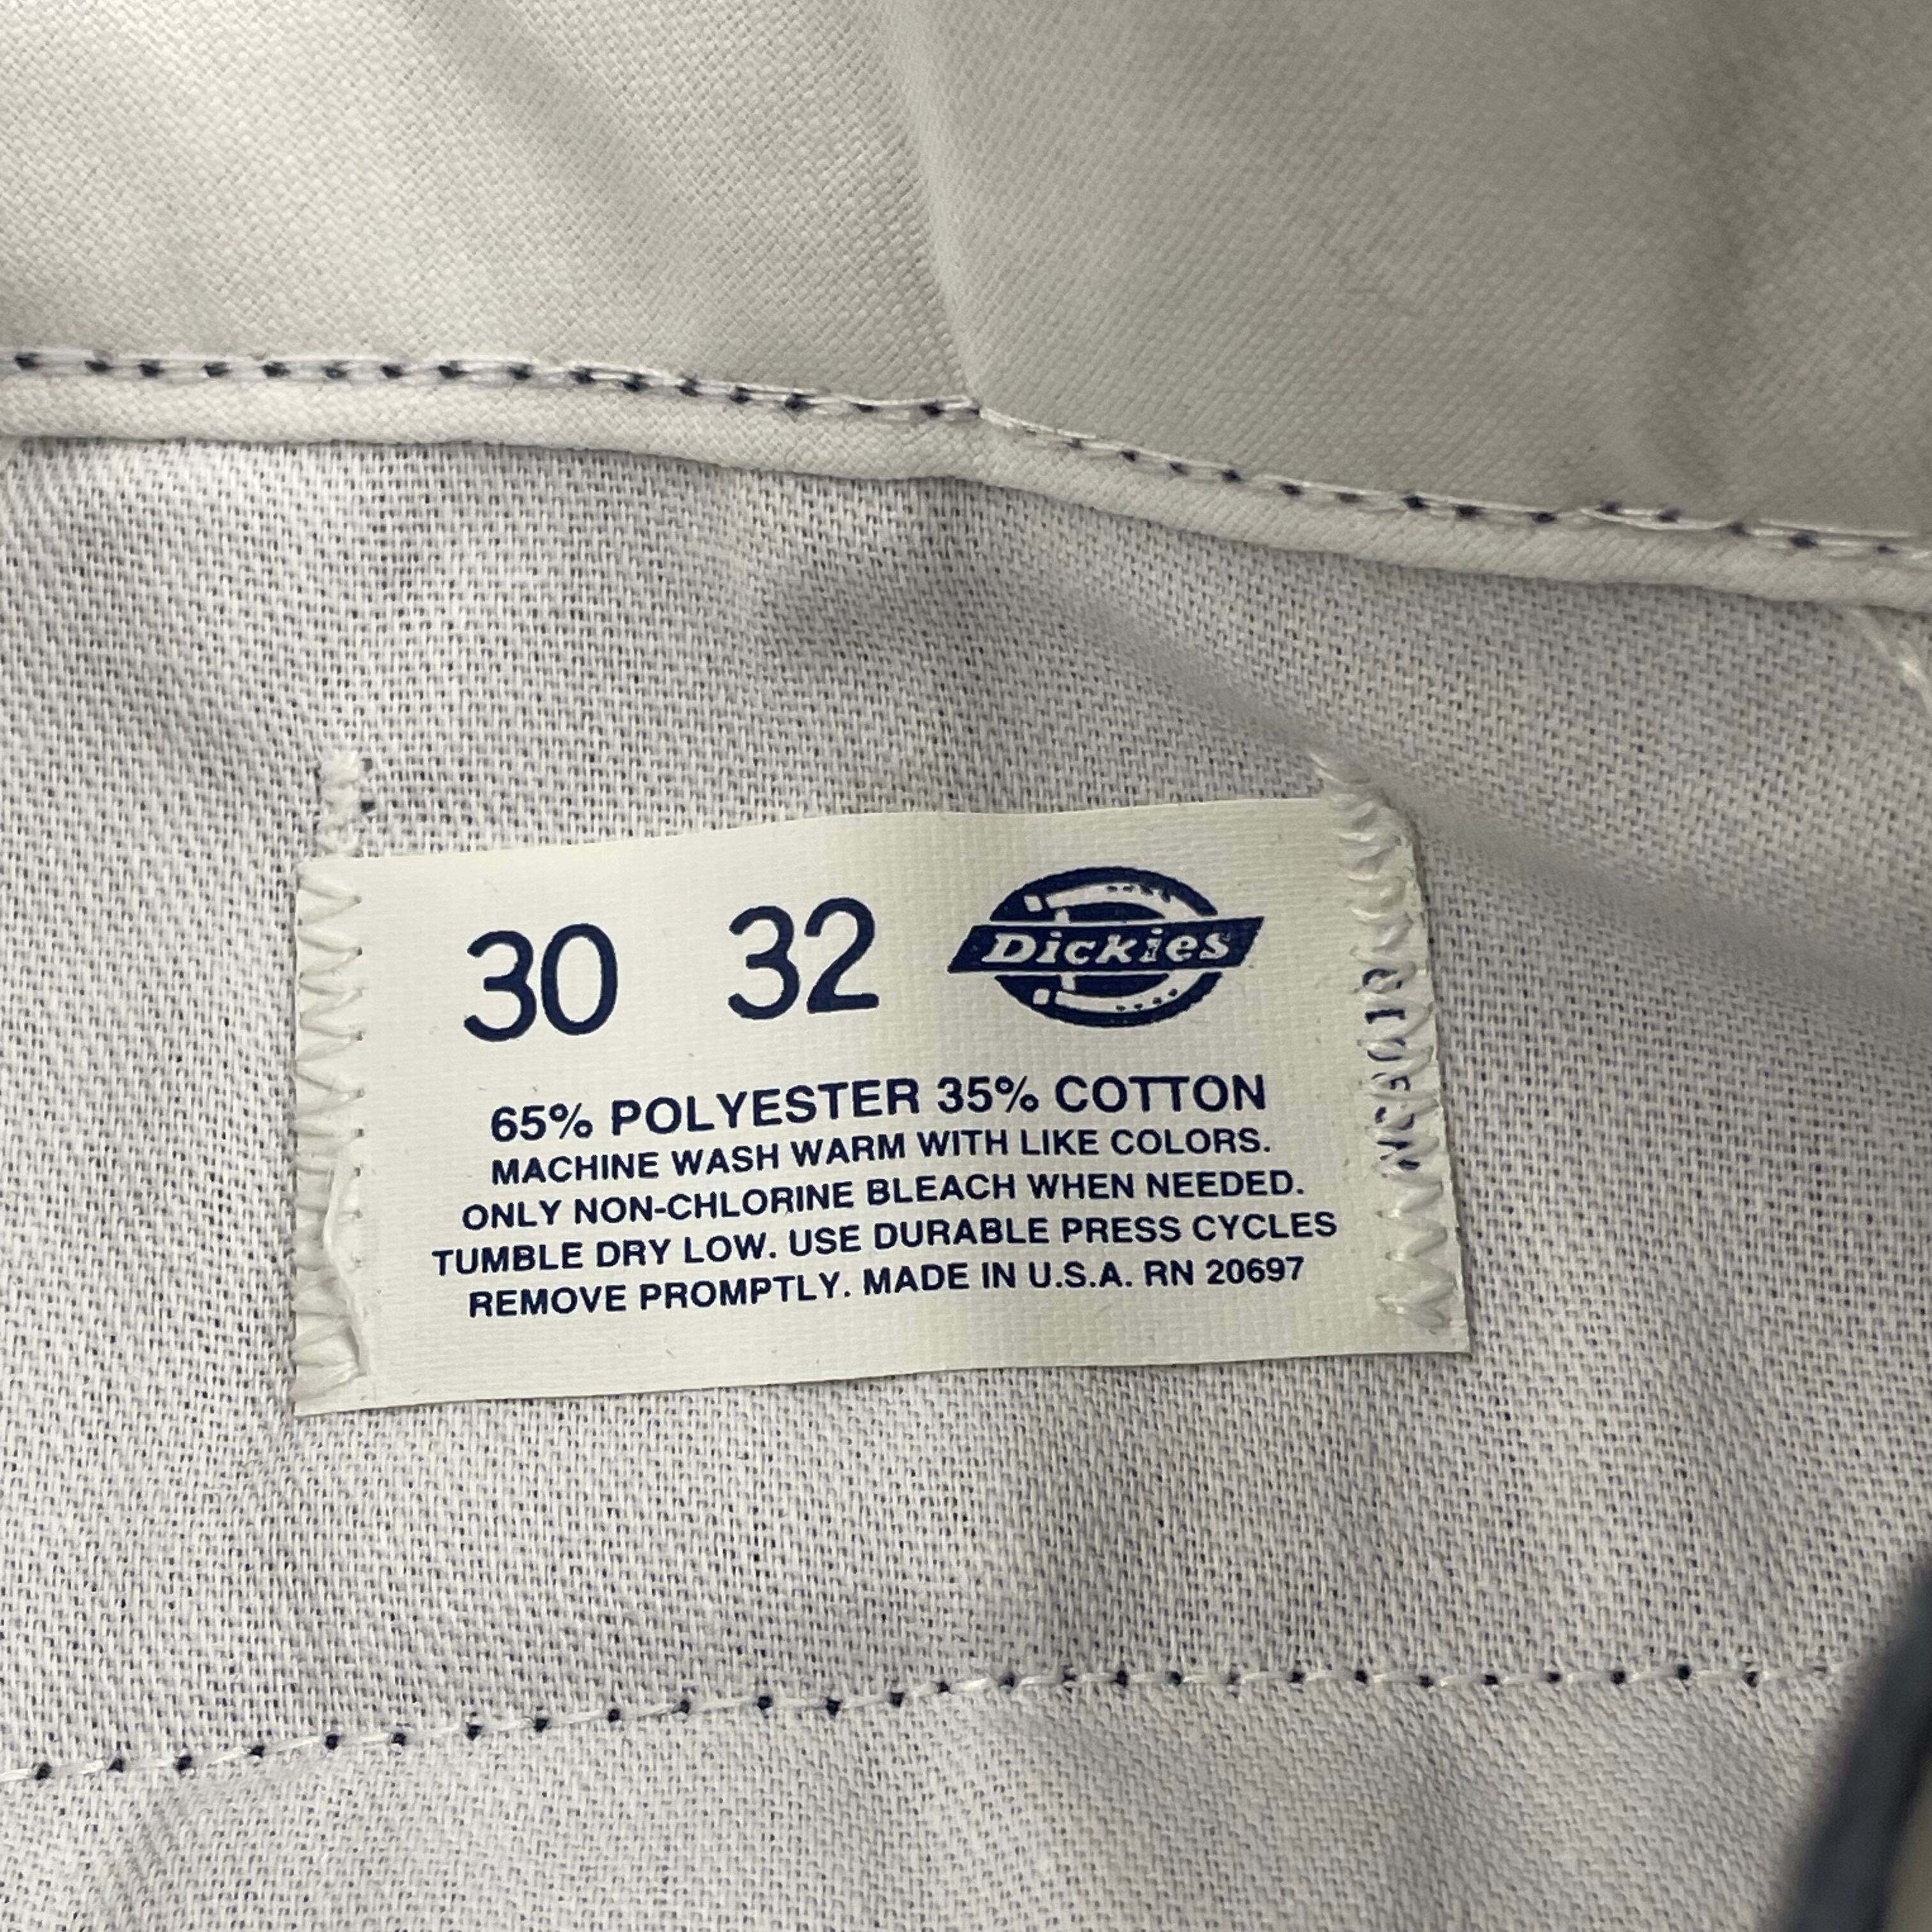 30 32 Dickies
65% POLYESTER 35% COTTON
MACHINE WASH WARM WITH LIKE COLORS.
ONLY NON-CHLORINE BLEACH WHEN NEEDED.
TUMBLE DRY LOW. USE DURABLE PRESS CYCLES
REMOVE PROMPTLY. MADE IN U.S.A. RN 20697